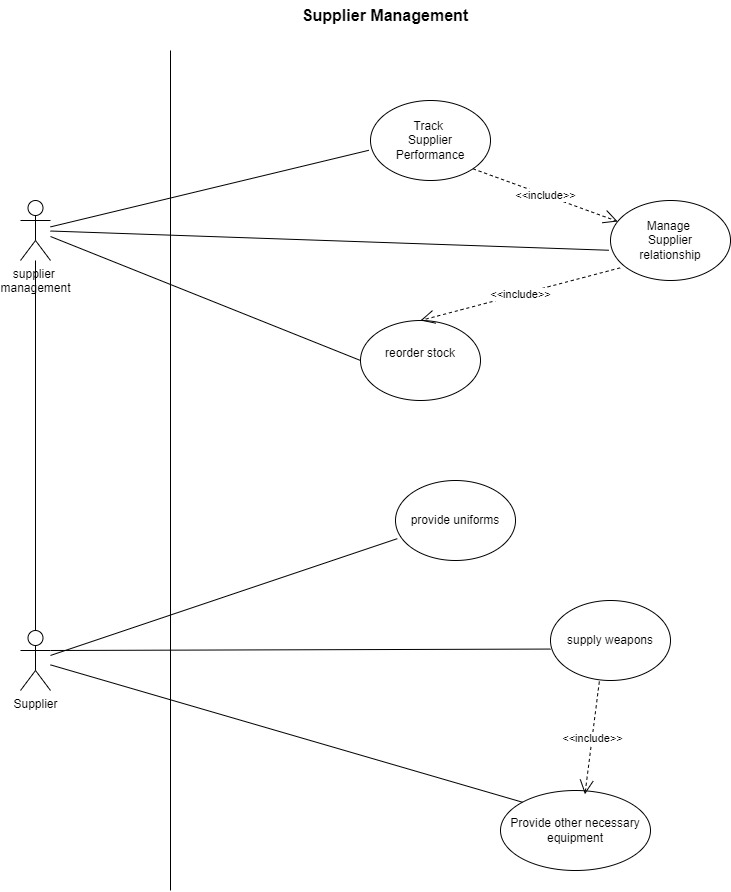 Supplier Management
Track
Supplier
Performance
<<include>>
Manage
Supplier
relationship
supplier
management
<<include>>
reorder stock
provide uniforms
supply weapons
Supplier
<<include>>
Provide other necessary
equipment